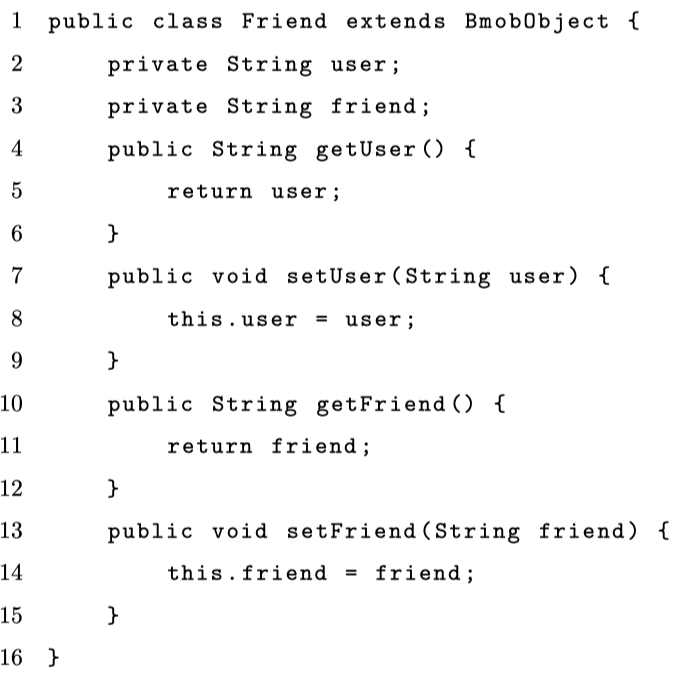 1 public class Friend extends BmobObject {
2     private String user;
3     private String friend;
4     public String getUser() {
5         return user;
6     }
7     public void setUser(String user) {
8         this.user = user;
9     }
10     public String getFriend() {
11         return friend;
12     }
13     public void setFriend(String friend) {
14         this.friend = friend;
15     }
16 }